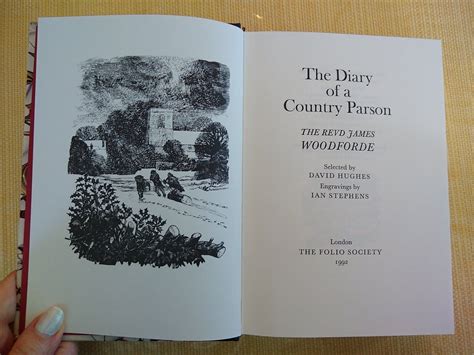 The Diary
of a
Country Parson
THE REVD JAMES
WOODFORDE
Selected by
DAVID HUGHES
Engravings by
IAN STEPHENS
London
THE FOLIO SOCIETY
1992